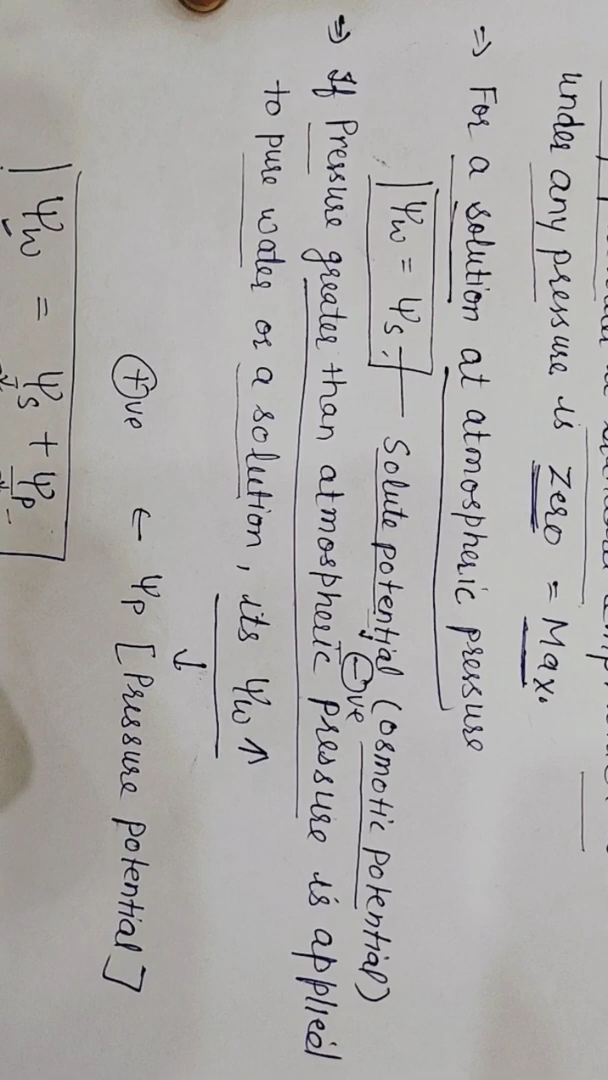 under any pressure is Zero = Max.
⇒ For a solution at atmospheric pressure
Ψw = Ψs. Solute potential (osmotic potential)
⊖ve
⇒ If Pressure greater than atmospheric pressure is applied
to pure water or a solution, its Ψw ↑
↓
⊕ve ← Ψp [Pressure potential]
Ψw = Ψs + Ψp